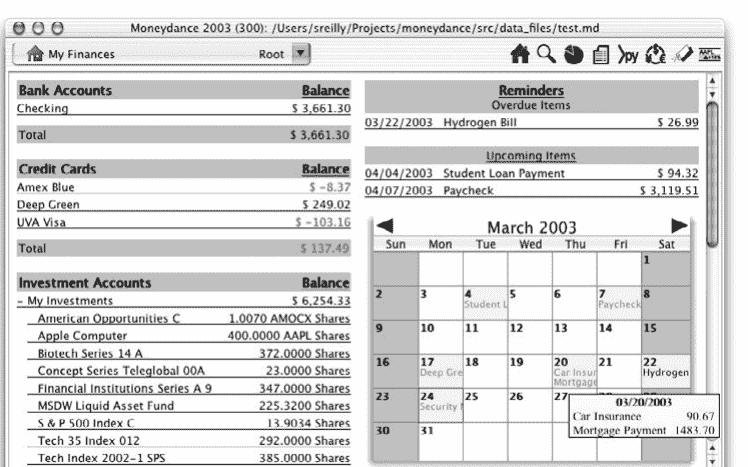 Moneydance 2003 (300): /Users/sreilly/Projects/moneydance/src/data_files/test.md
My Finances Root
py
AAPL
Bank Accounts Balance
Checking $ 3,661.30
Total $ 3,661.30
Credit Cards Balance
Amex Blue $ -8.37
Deep Green $ 249.02
UVA Visa $ -103.16
Total $ 137.49
Investment Accounts Balance
- My Investments $ 6,254.33
American Opportunities C 1.0070 AMOCX Shares
Apple Computer 400.0000 AAPL Shares
Biotech Series 14 A 372.0000 Shares
Concept Series Teleglobal 00A 23.0000 Shares
Financial Institutions Series A 9 347.0000 Shares
MSDW Liquid Asset Fund 225.3200 Shares
S & P 500 Index C 13.9034 Shares
Tech 35 Index 012 292.0000 Shares
Tech Index 2002-1 SPS 385.0000 Shares
Reminders
Overdue Items
03/22/2003 Hydrogen Bill $ 26.99
Upcoming Items
04/04/2003 Student Loan Payment $ 94.32
04/07/2003 Paycheck $ 3,119.51
March 2003
Sun Mon Tue Wed Thu Fri Sat
1
2 3 4 5 6 7 8
Student L Paycheck
9 10 11 12 13 14 15
16 17 18 19 20 21 22
Deep Gre Car Insur Hydrogen
Mortgage
23 24 25 26 27
Security
30 31
03/20/2003
Car Insurance 90.67
Mortgage Payment 1483.70